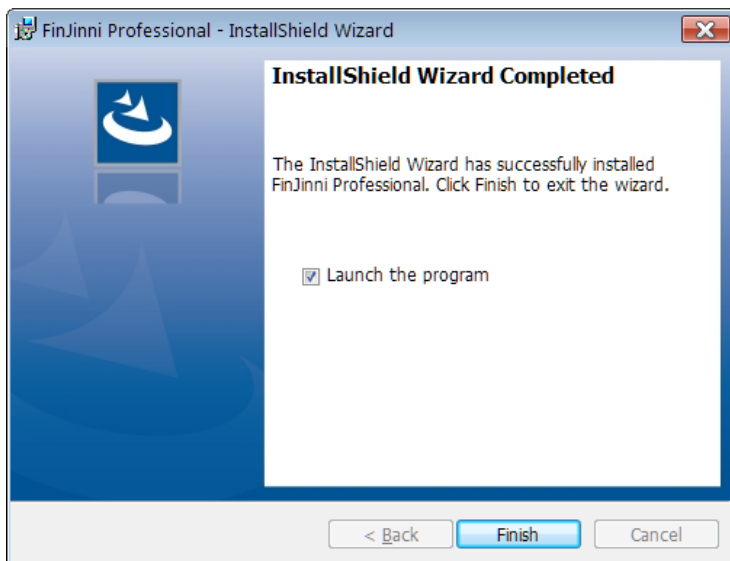 FinJinni Professional - InstallShield Wizard
InstallShield Wizard Completed
The InstallShield Wizard has successfully installed
FinJinni Professional. Click Finish to exit the wizard.
Launch the program
< Back
Finish
Cancel